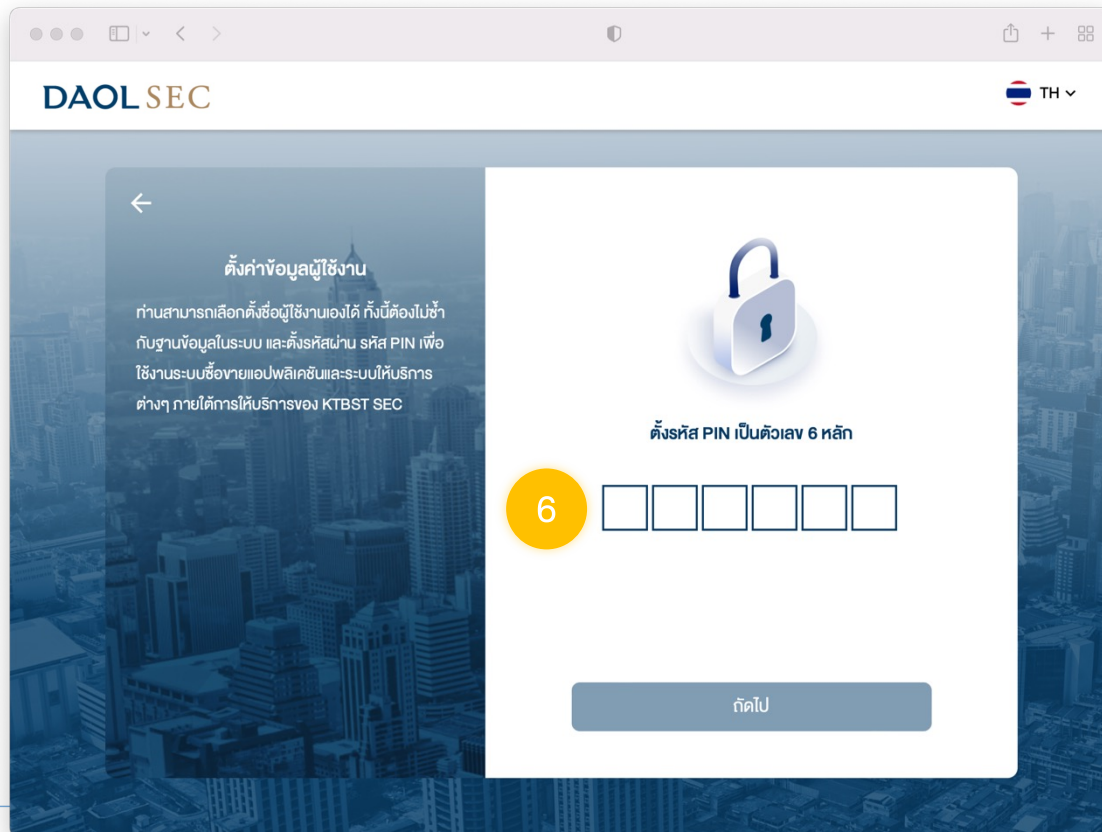 DAOL SEC
TH
ตั้งค่าข้อมูลผู้ใช้งาน
ท่านสามารถเลือกตั้งชื่อผู้ใช้งานเองได้ ทั้งนี้ต้องไม่ซ้ำ
กับฐานข้อมูลในระบบ และตั้งรหัสผ่าน รหัส PIN เพื่อ
ใช้งานระบบซื้อขายแอปพลิเคชันและระบบให้บริการ
ต่างๆ ภายใต้การให้บริการของ KTBST SEC
ตั้งรหัส PIN เป็นตัวเลข 6 หลัก
6
ถัดไป